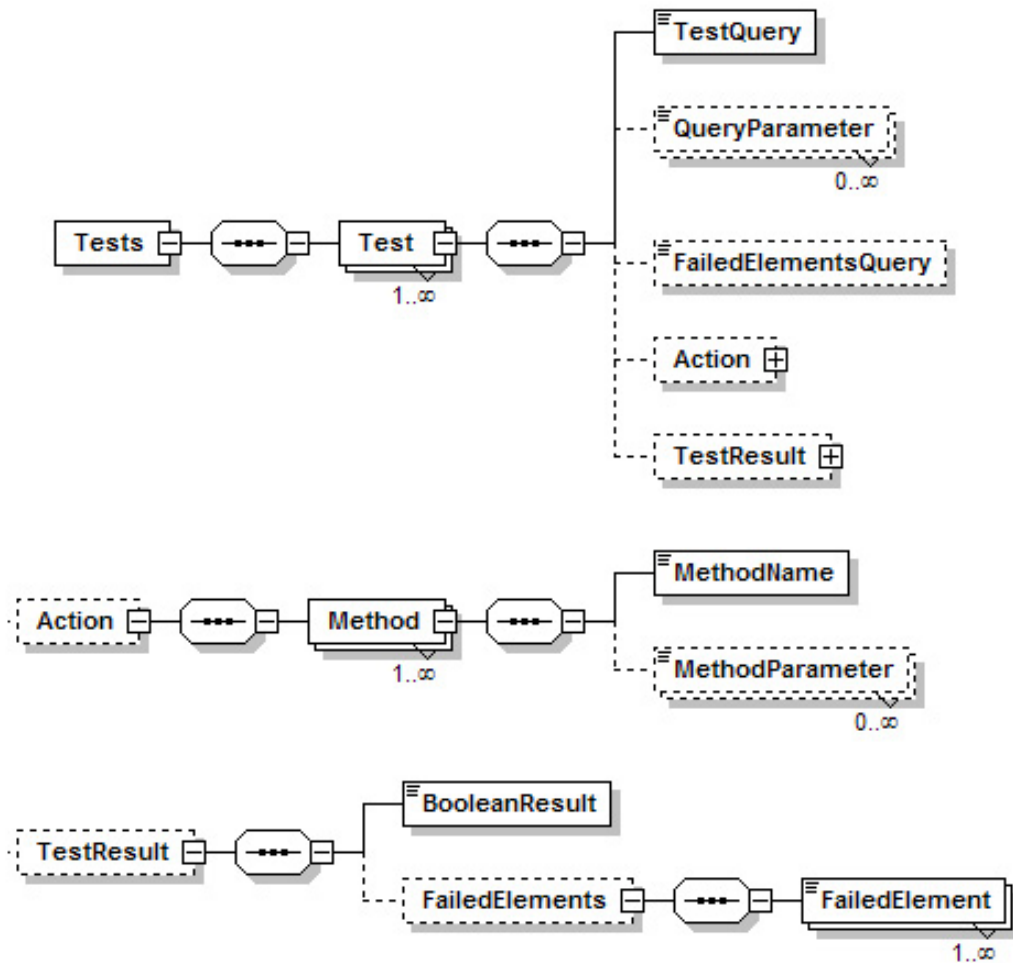 TestQuery
QueryParameter
0..∞
Tests
Test
1..∞
FailedElementsQuery
Action
TestResult
Action
Method
1..∞
MethodName
MethodParameter
0..∞
TestResult
BooleanResult
FailedElements
FailedElement
1..∞